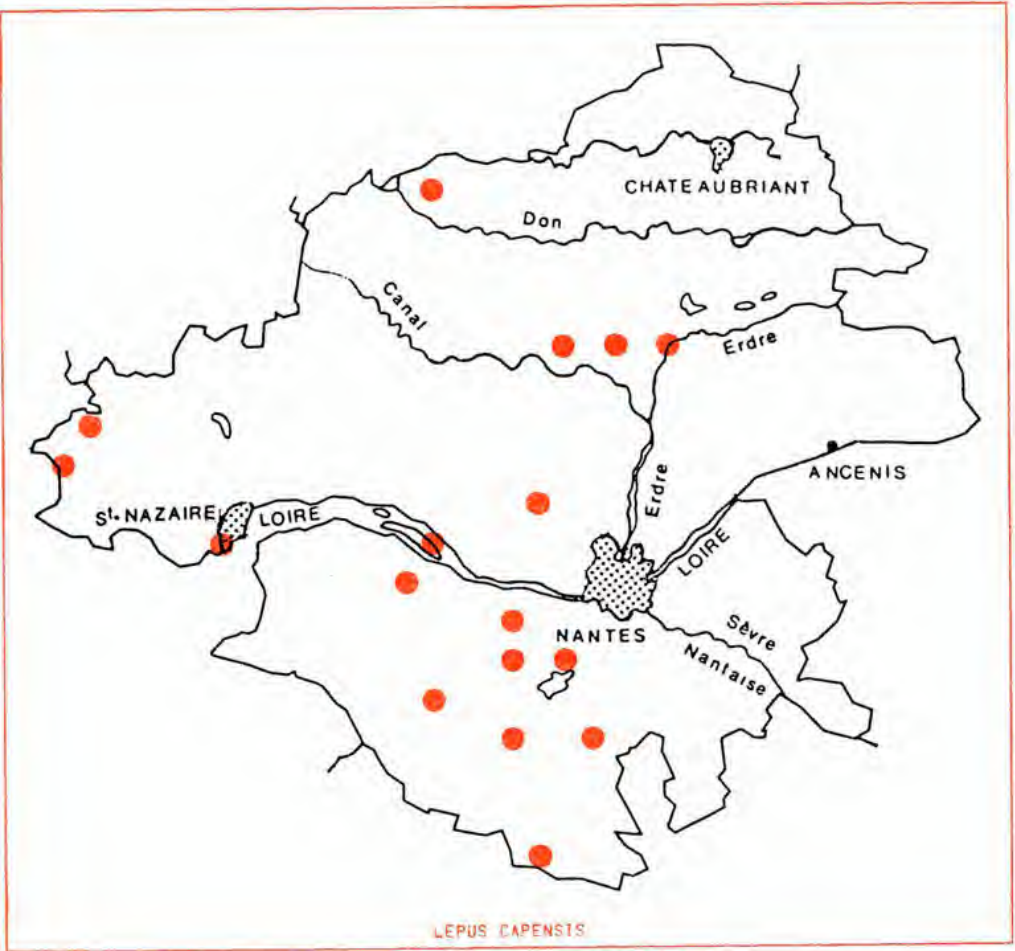 CHATEAUBRIANT
Don
Canal
Erdre
Erdre
ANCENIS
St. NAZAIRE
LOIRE
LOIRE
NANTES
Sèvre
Nantaise
LEPUS CAPENSIS